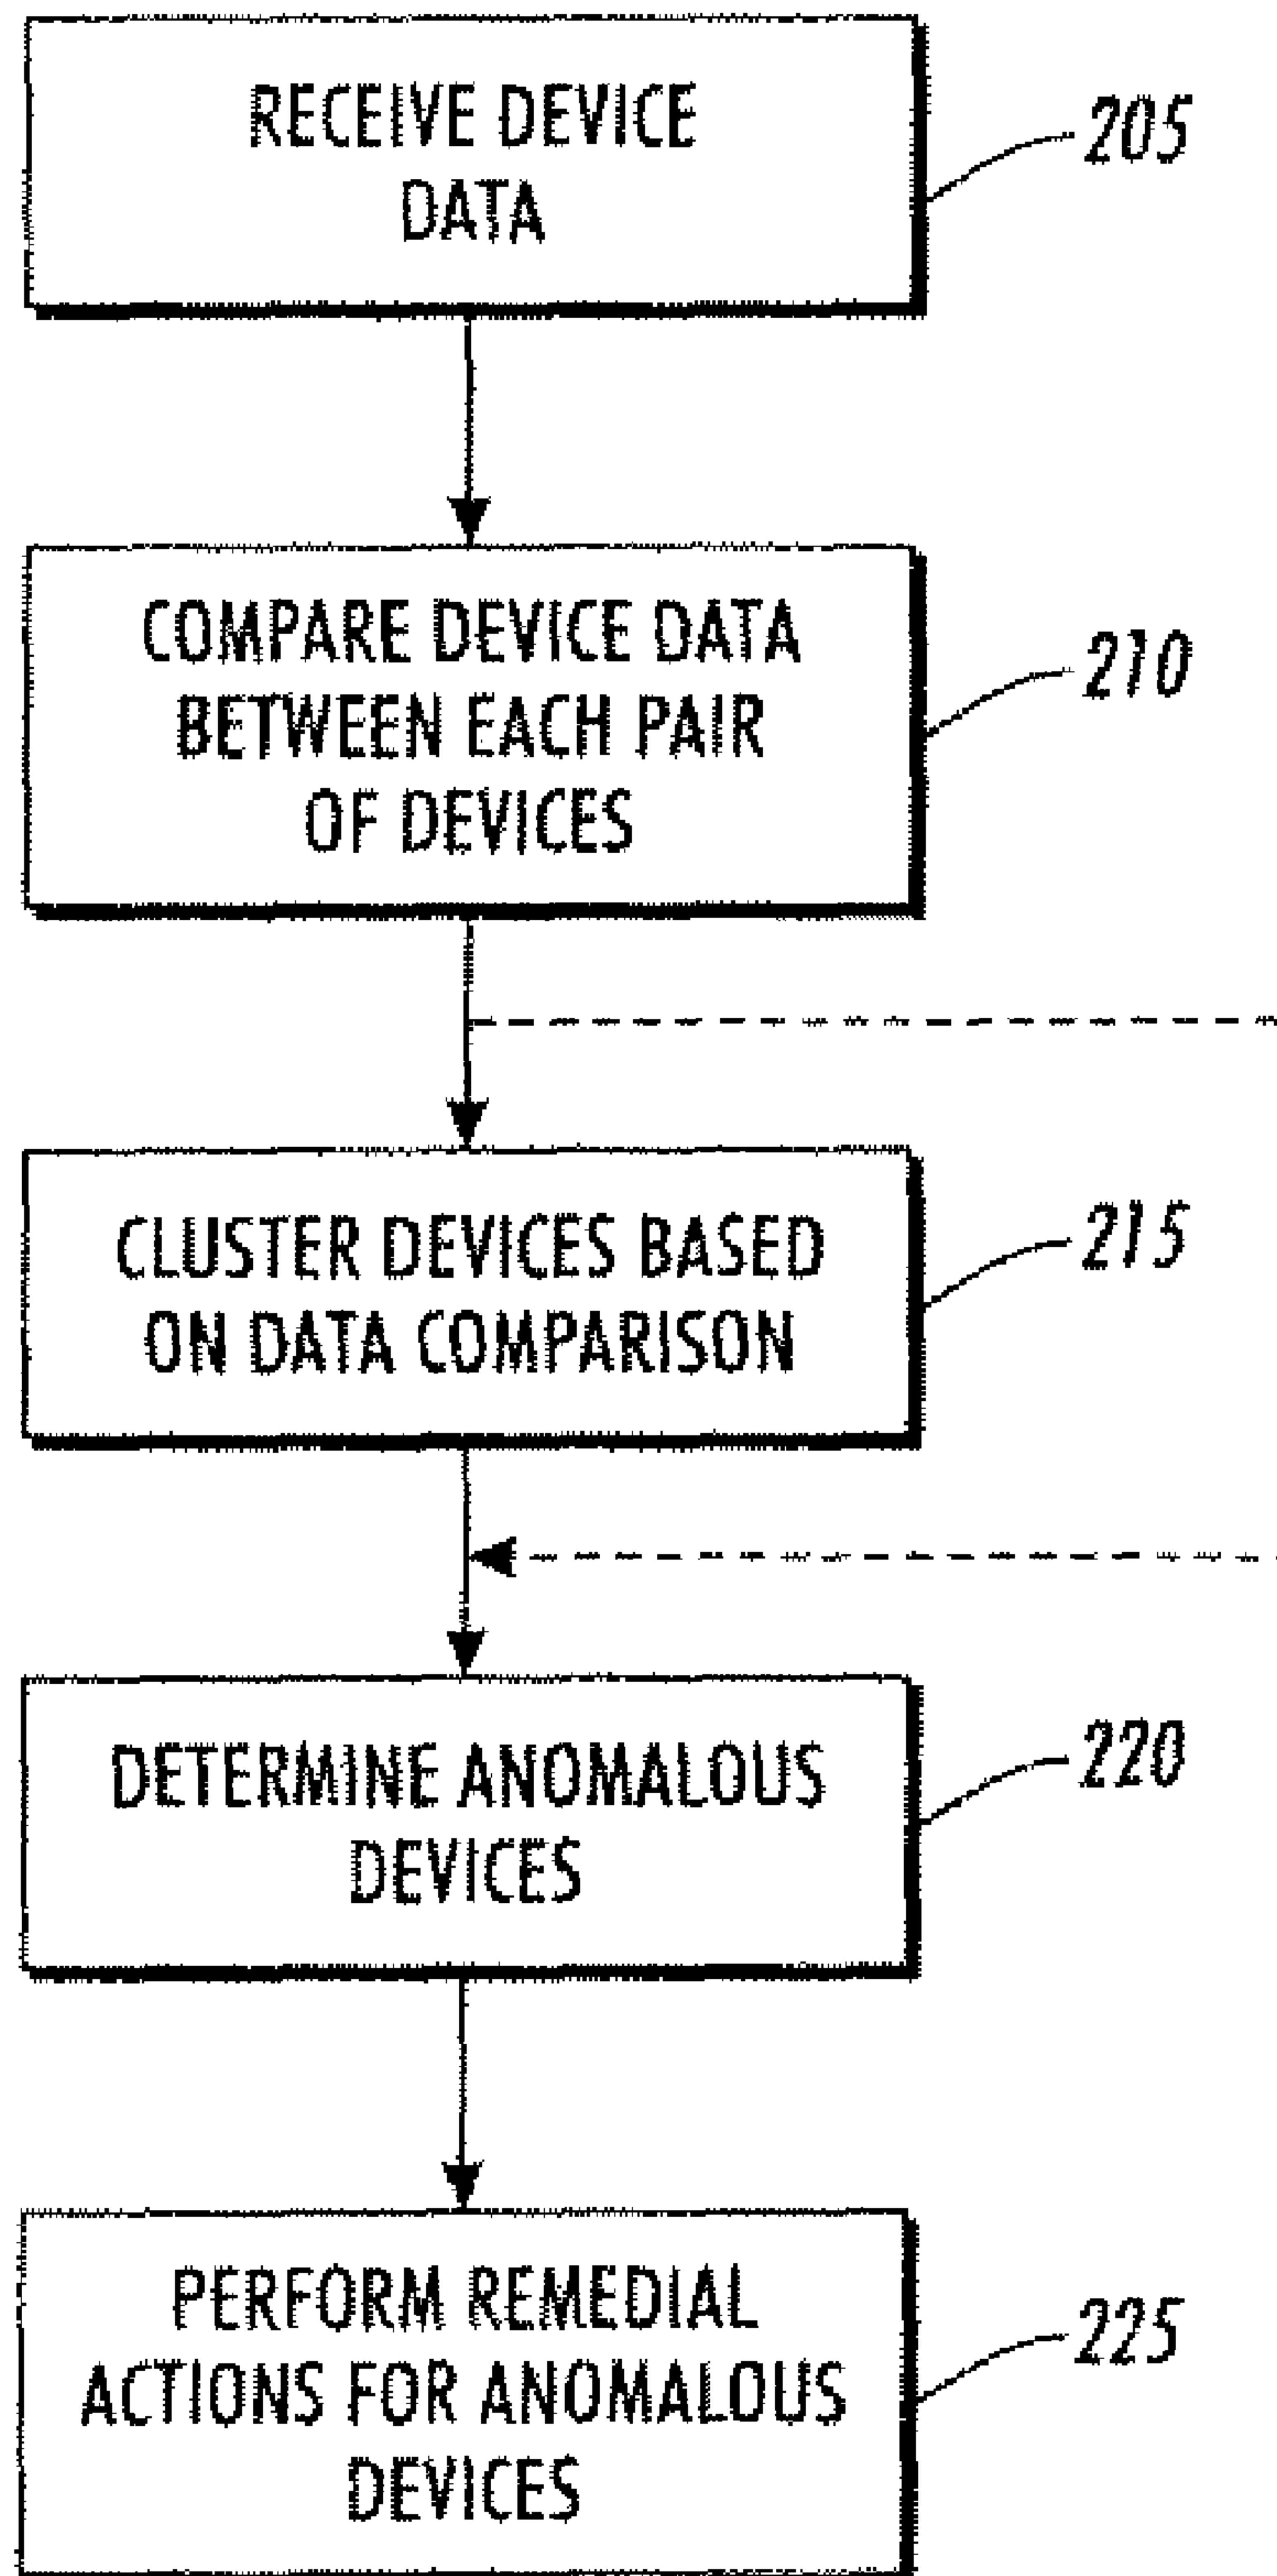 RECEIVE DEVICE
DATA
205
COMPARE DEVICE DATA
BETWEEN EACH PAIR
OF DEVICES
210
CLUSTER DEVICES BASED
ON DATA COMPARISON
215
DETERMINE ANOMALOUS
DEVICES
220
PERFORM REMEDIAL
ACTIONS FOR ANOMALOUS
DEVICES
225